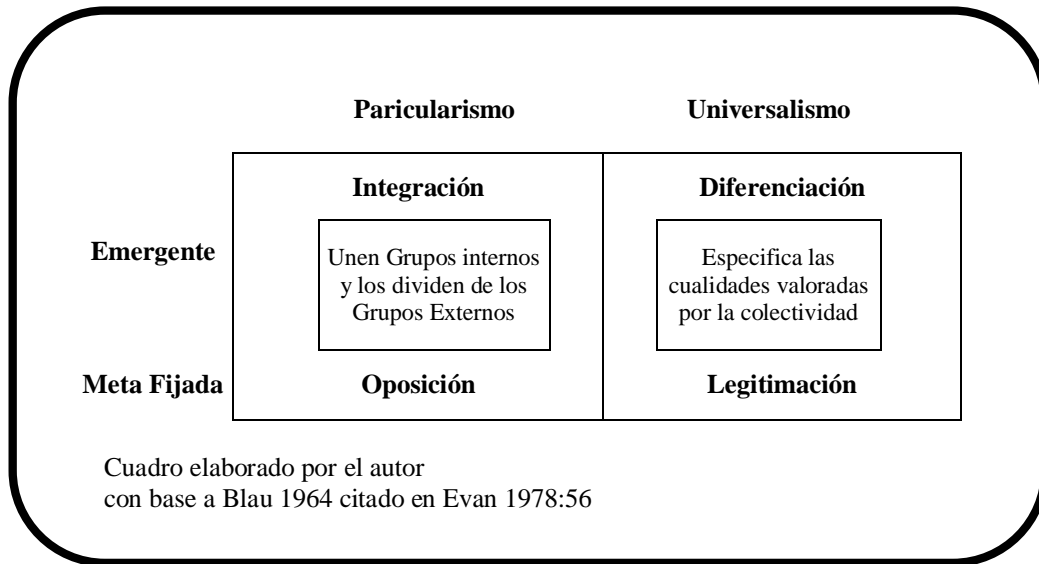 Paricularismo Universalismo
Integración Diferenciación
Emergente
Unen Grupos internos
y los dividen de los
Grupos Externos
Especifica las
cualidades valoradas
por la colectividad
Meta Fijada Oposición Legitimación
Cuadro elaborado por el autor
con base a Blau 1964 citado en Evan 1978:56